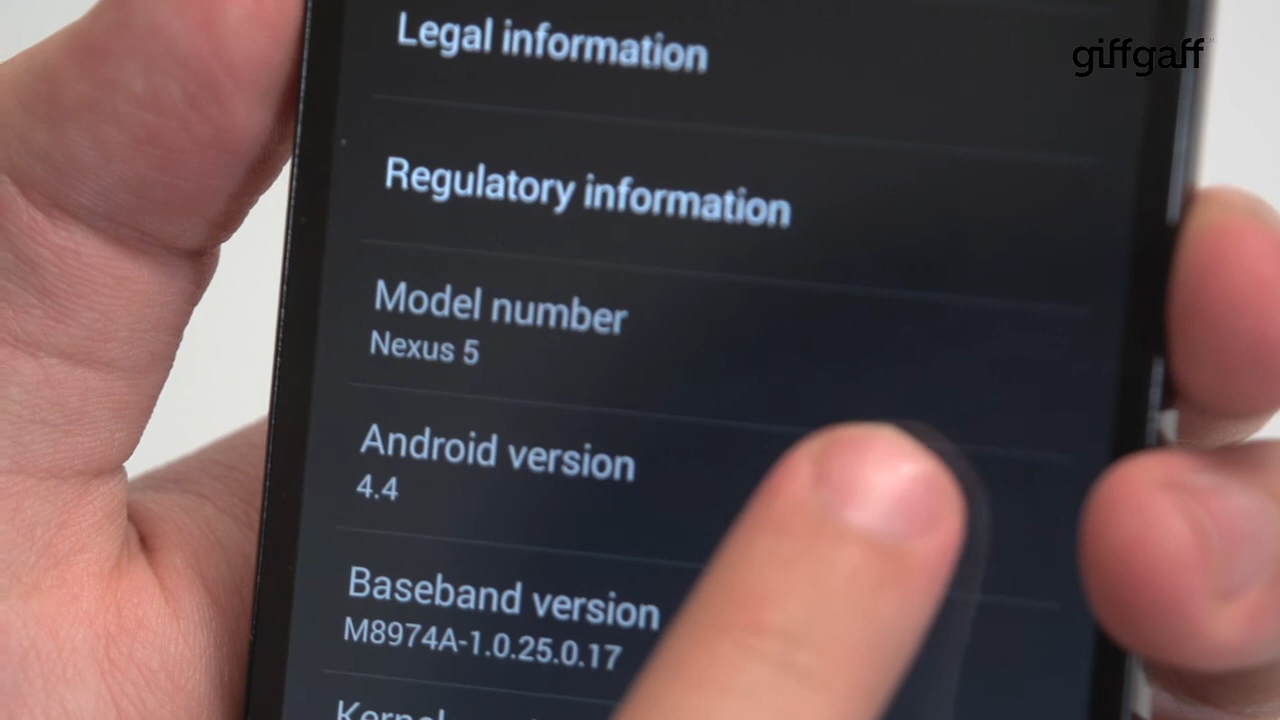 giffgaff
Legal information
Regulatory information
Model number
Nexus 5
Android version
4.4
Baseband version
M8974A-1.0.25.0.17